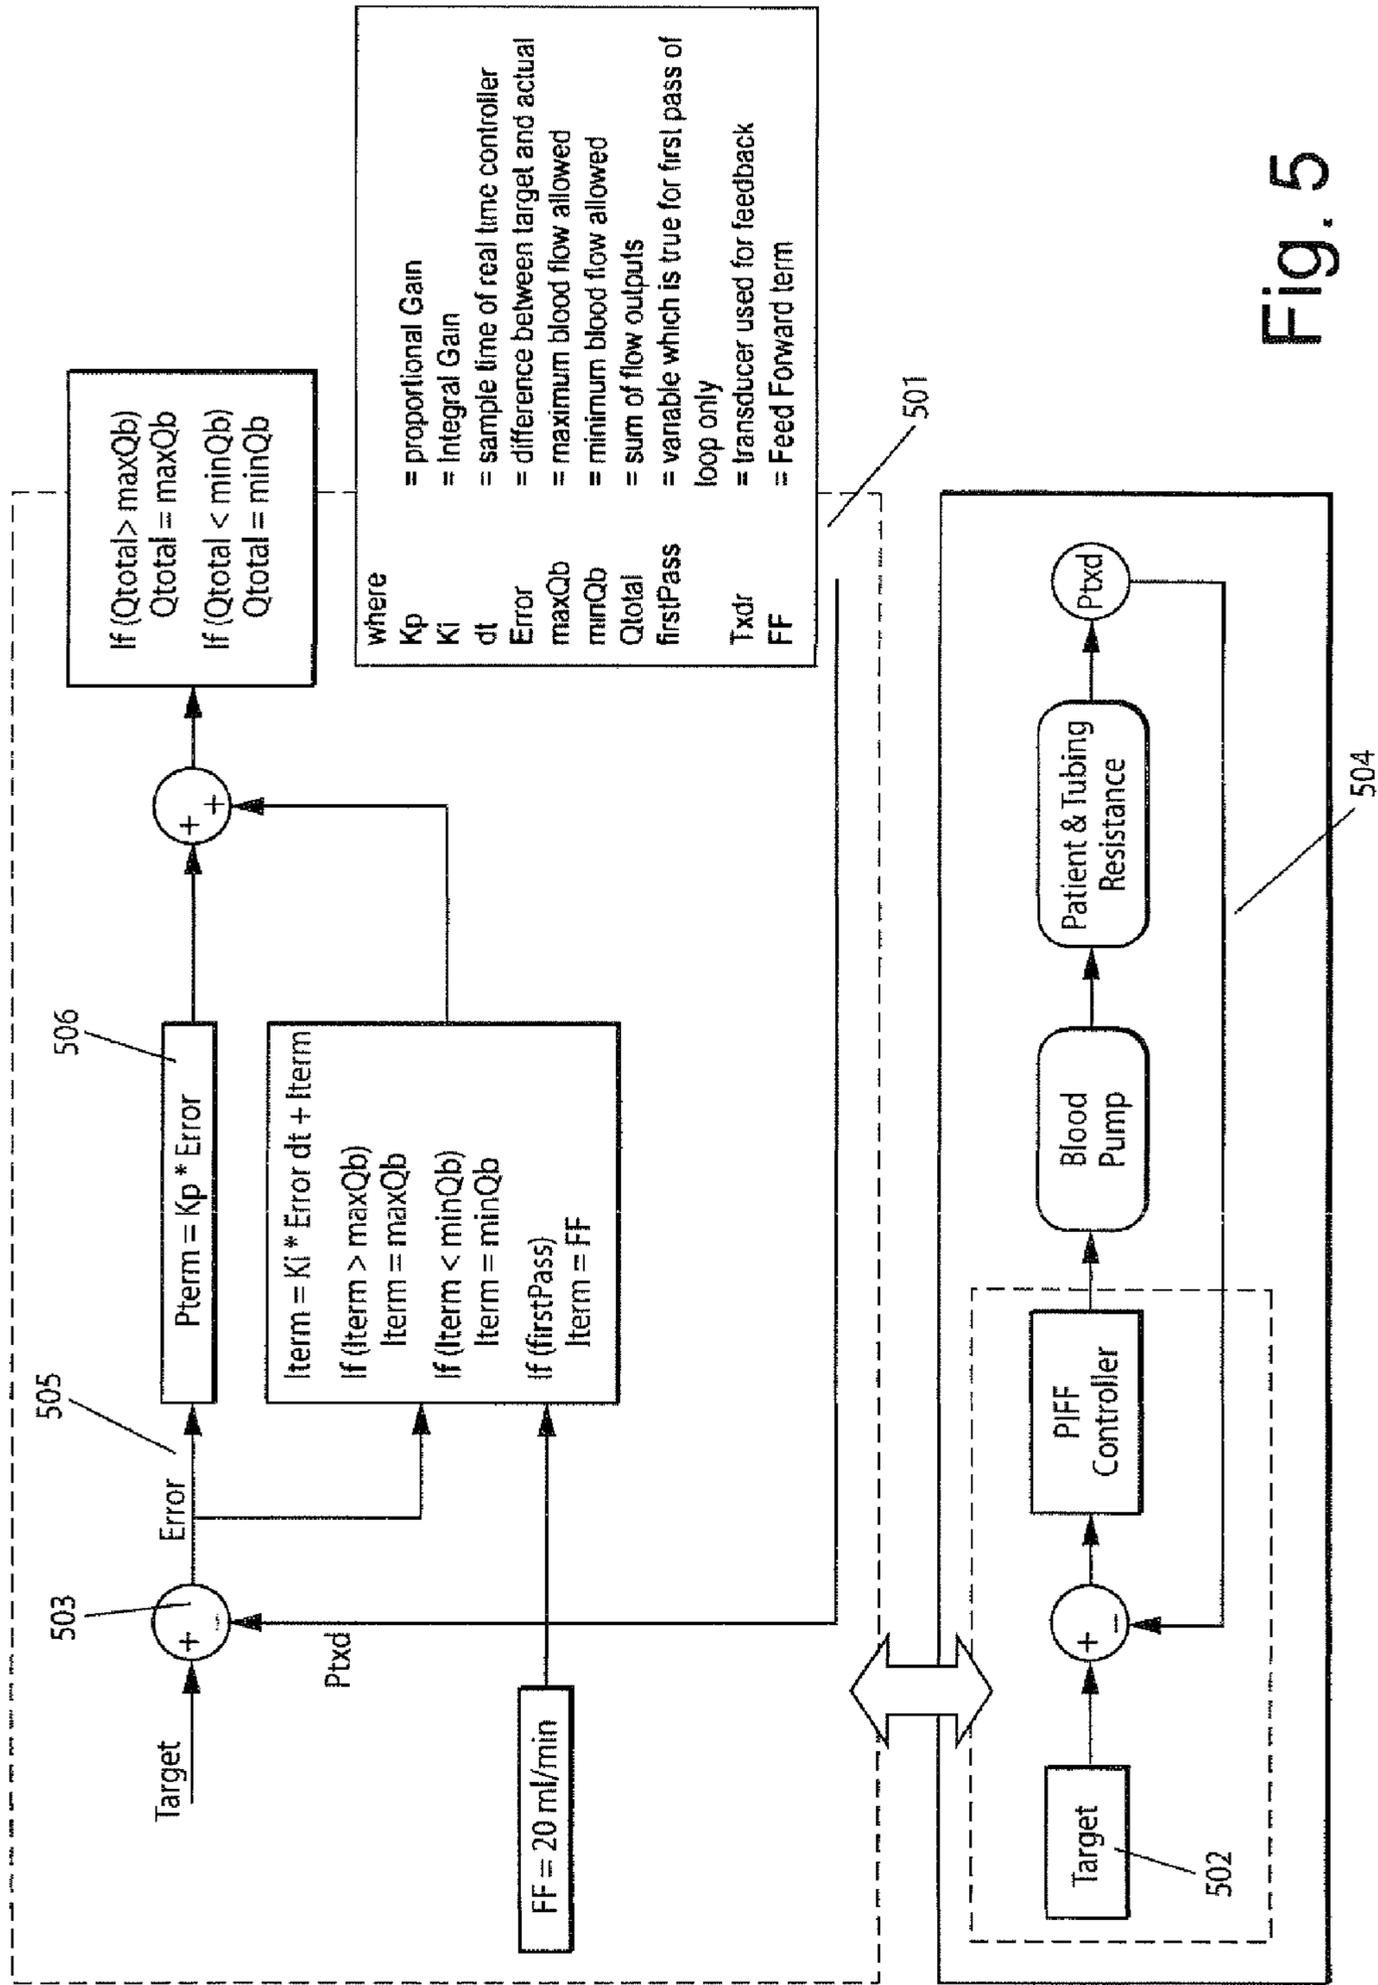 If (Qtotal > maxQb)
Qtotal = maxQb
If (Qtotal < minQb)
Qtotal = minQb
506
Pterm = Kp * Error
505
Error
503
+
-
Target
+
+
Iterm = Ki * Error dt + Iterm
If (Iterm > maxQb)
Iterm = maxQb
If (Iterm < minQb)
Iterm = minQb
If (firstPass)
Iterm = FF
Ptxd
FF = 20 ml/min
where
Kp = proportional Gain
Ki = Integral Gain
dt = sample time of real time controller
Error = difference between target and actual
maxQb = maximum blood flow allowed
minQb = minimum blood flow allowed
Qtotal = sum of flow outputs
firstPass = variable which is true for first pass of
loop only
Txdr = transducer used for feedback
FF = Feed Forward term
501
Target
502
+
-
PIFF
Controller
Blood
Pump
Patient & Tubing
Resistance
Ptxd
504
Fig. 5